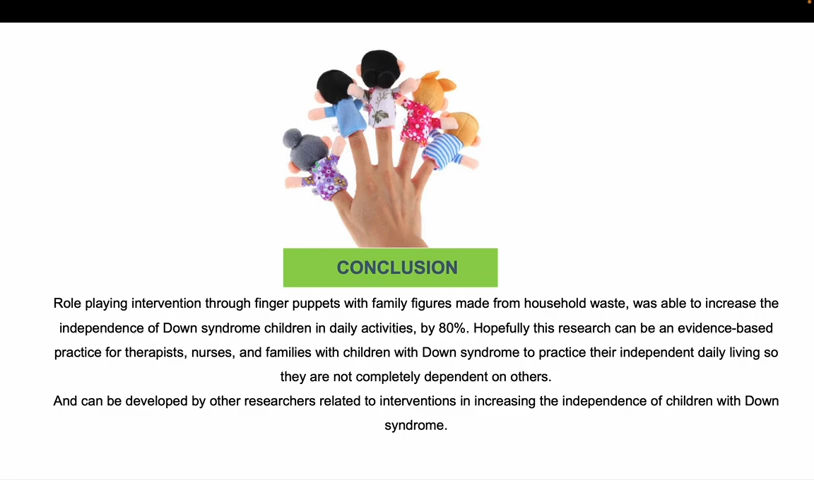 CONCLUSION
Role playing intervention through finger puppets with family figures made from household waste, was able to increase the
independence of Down syndrome children in daily activities, by 80%. Hopefully this research can be an evidence-based
practice for therapists, nurses, and families with children with Down syndrome to practice their independent daily living so
they are not completely dependent on others.
And can be developed by other researchers related to interventions in increasing the independence of children with Down
syndrome.